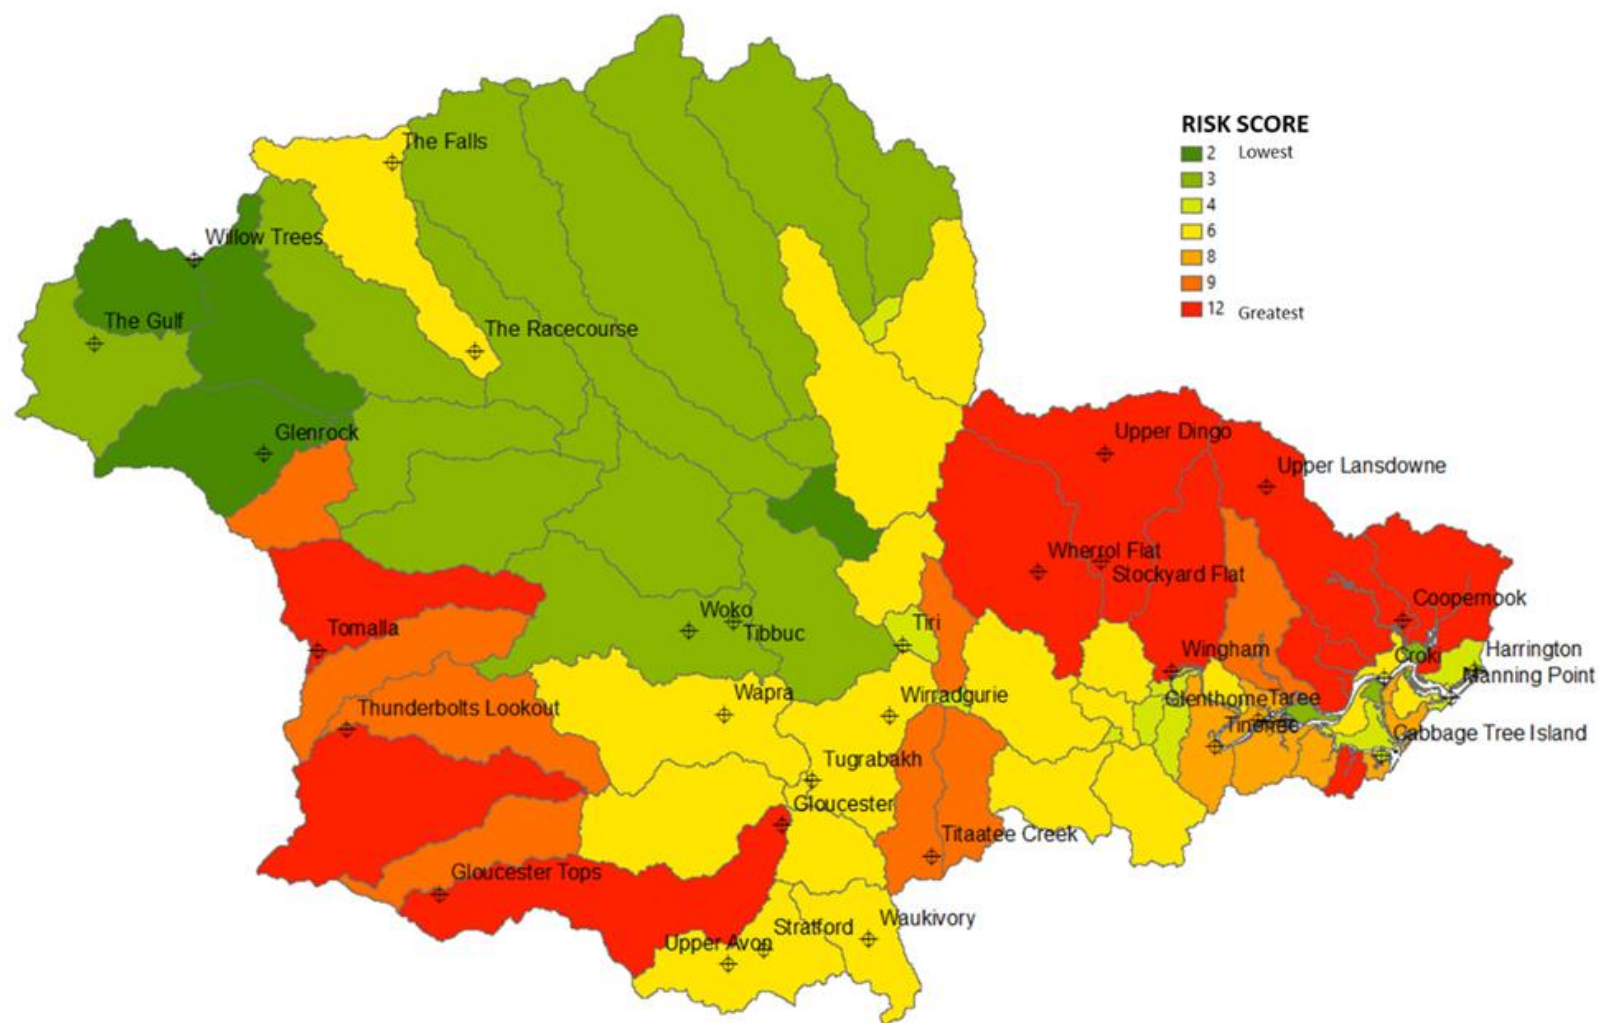 RISK SCORE
2 Lowest
3
4
6
8
9
12 Greatest
The Falls
Willow Trees
The Gulf
The Racecourse
Glenrock
Upper Dingo
Upper Lansdowne
Wherrol Flat
Stockyard Flat
Coopernook
Woko
Tibbuc
Tiri
Tomalla
Wingham
Croki
Harrington
Manning Point
Wapra
Wirradgurie
Glenthorne
Taree
Thunderbolts Lookout
Tinonee
Cabbage Tree Island
Tugrabakh
Gloucester
Titaatee Creek
Gloucester Tops
Waukivory
Stratford
Upper Avon